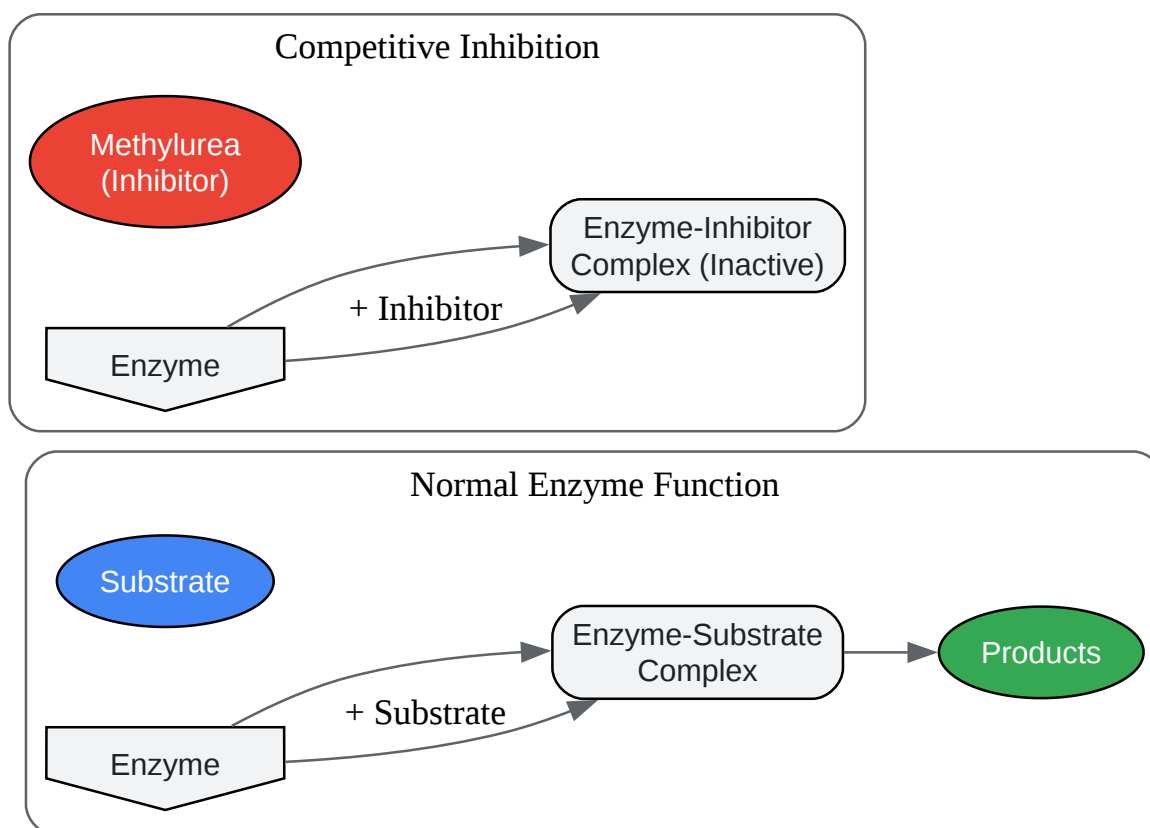 Competitive Inhibition
Methylurea
(Inhibitor)
Enzyme-Inhibitor
Complex (Inactive)
+ Inhibitor
Enzyme
Normal Enzyme Function
Substrate
Enzyme-Substrate
Complex
Products
+ Substrate
Enzyme